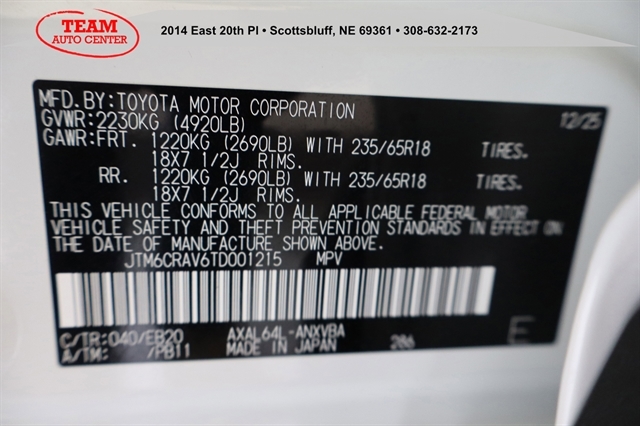 TEAM
AUTO CENTER
2014 East 20th Pl • Scottsbluff, NE 69361 • 308-632-2173
MFD.BY:TOYOTA MOTOR CORPORATION 12/25
GVWR:2230KG (4920LB)
GAWR:FRT. 1220KG (2690LB) WITH 235/65R18 TIRES.
18X7 1/2J RIMS.
RR. 1220KG (2690LB) WITH 235/65R18 TIRES.
18X7 1/2J RIMS.
THIS VEHICLE CONFORMS TO ALL APPLICABLE FEDERAL MOTOR
VEHICLE SAFETY AND THEFT PREVENTION STANDARDS IN EFFECT ON
THE DATE OF MANUFACTURE SHOWN ABOVE.
JTM6CRAV6TD001215 MPV
C/TR:040/EB20 AXAL64L-ANXVBA 286 E
A/TM: /PB11 MADE IN JAPAN